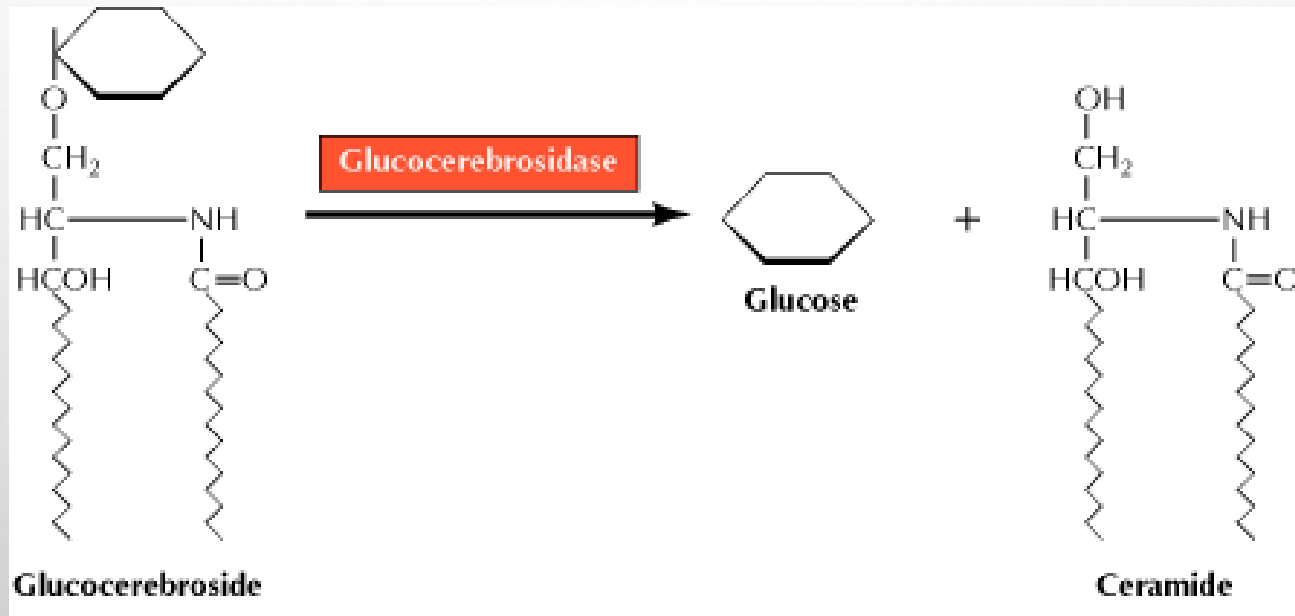 O
CH2
HC NH
HCOH C=O
Glucocerebroside
Glucocerebrosidase
Glucose
+
OH
CH2
HC NH
HCOH C=O
Ceramide